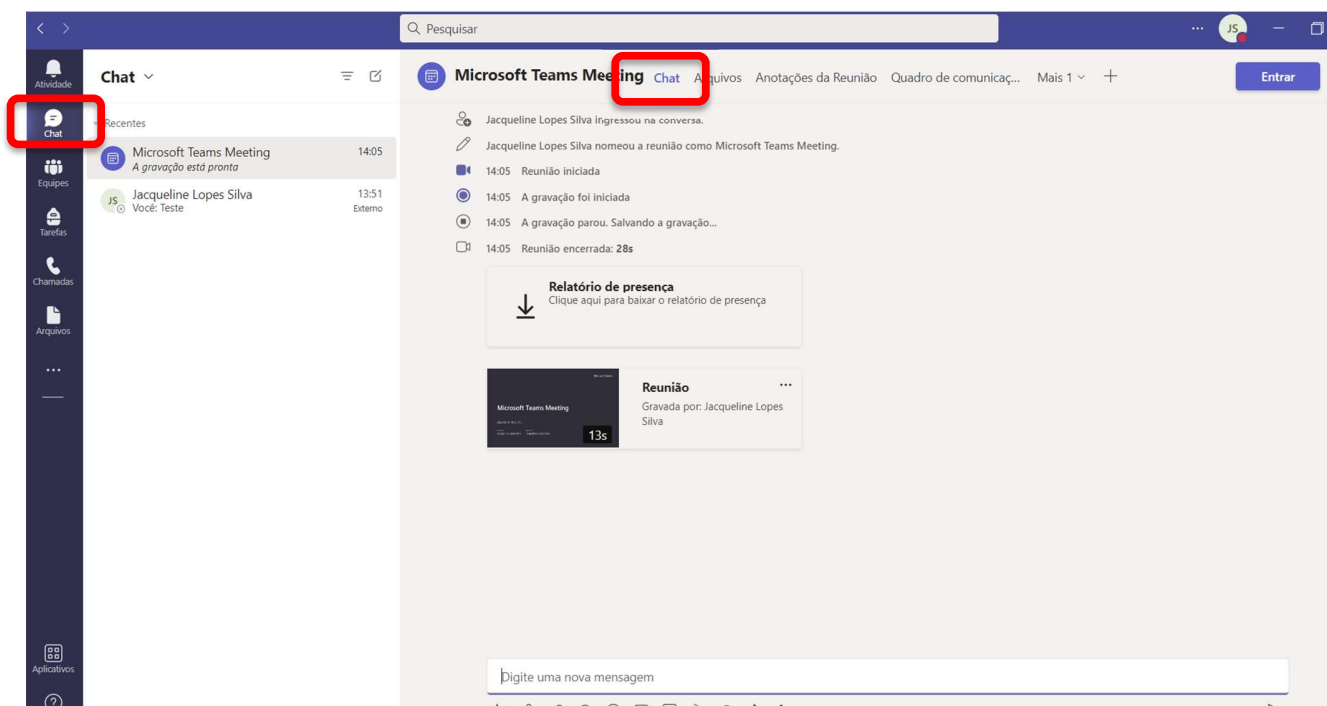 Pesquisar
JS
Atividade
Chat
Equipes
Tarefas
Chamadas
Arquivos
Aplicativos
Chat
Recentes
Microsoft Teams Meeting 14:05
A gravação está pronta
JS
Jacqueline Lopes Silva 13:51
Você: Teste Externo
Microsoft Teams Meeting Chat Arquivos Anotações da Reunião Quadro de comunicaç... Mais 1 Entrar
Jacqueline Lopes Silva ingressou na conversa.
Jacqueline Lopes Silva nomeou a reunião como Microsoft Teams Meeting.
14:05 Reunião iniciada
14:05 A gravação foi iniciada
14:05 A gravação parou. Salvando a gravação...
14:05 Reunião encerrada: 28s
Relatório de presença
Clique aqui para baixar o relatório de presença
Microsoft Teams Meeting
13s
Reunião
Gravada por: Jacqueline Lopes
Silva
Digite uma nova mensagem